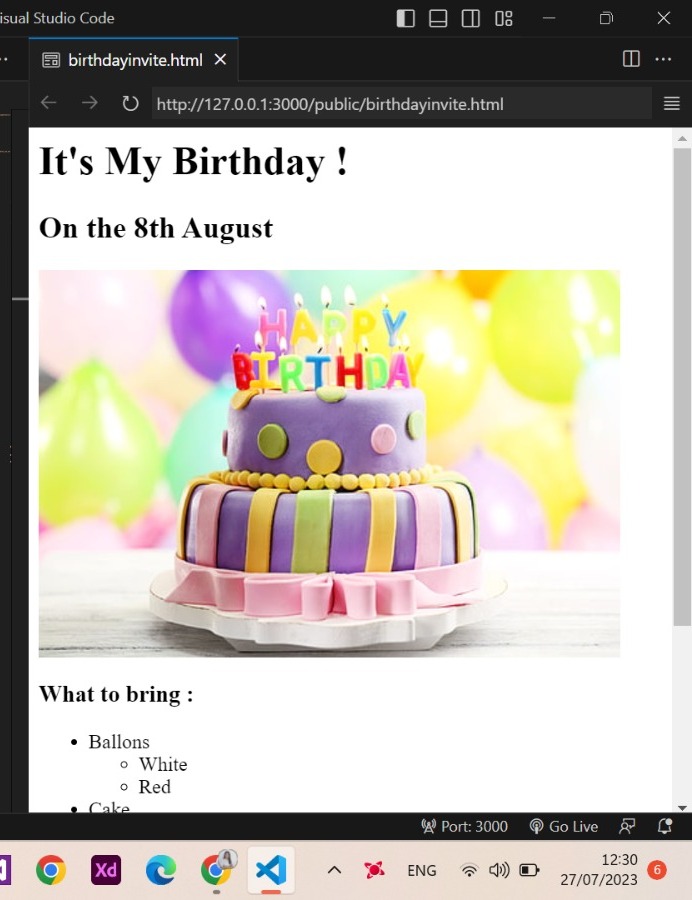 isual Studio Code
birthdayinvite.html
http://127.0.0.1:3000/public/birthdayinvite.html
It's My Birthday !
On the 8th August
HAPPY
BIRTHDAY
What to bring :
Ballons
White
Red
Cake
Port: 3000 Go Live
Xd ENG 12:30
27/07/2023 6